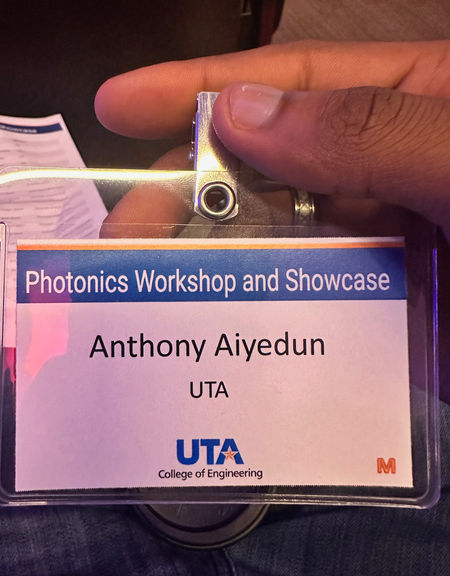 Photonics Workshop and Showcase
Anthony Aiyedun
UTA
UTA
College of Engineering
M